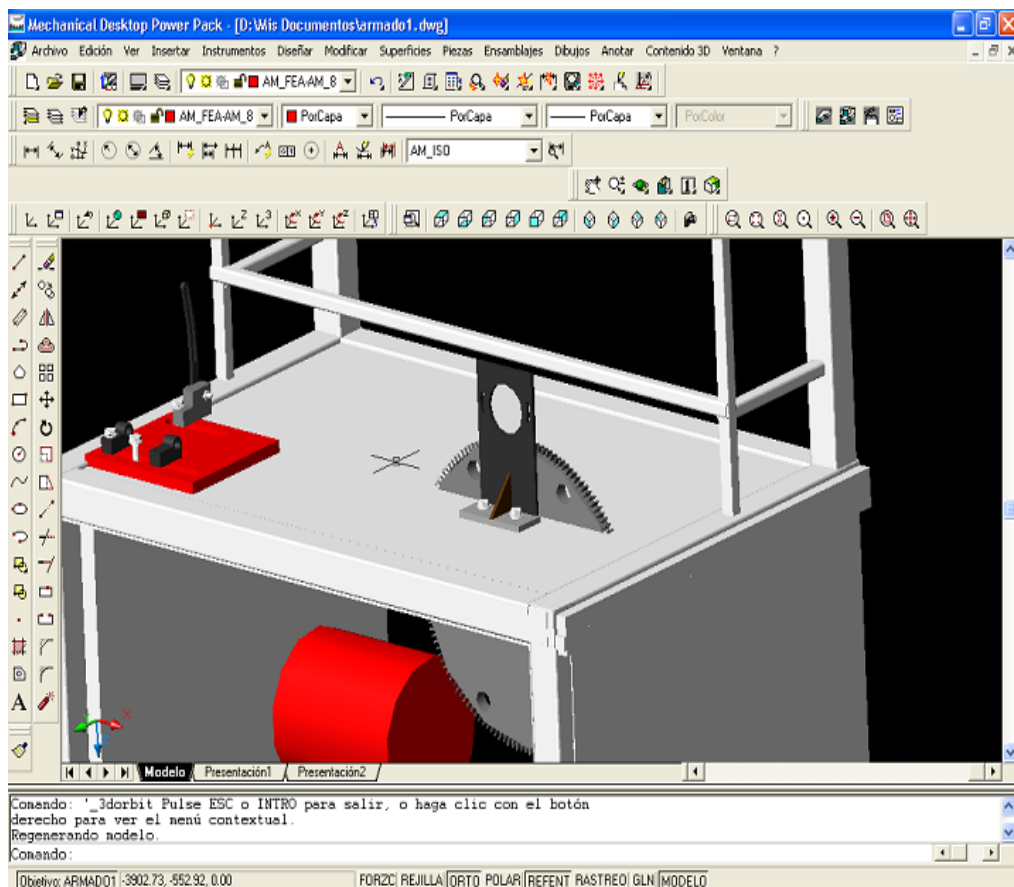 Mechanical Desktop Power Pack - [D:\Mis Documentos\armado1.dwg]
Archivo Edición Ver Insertar Instrumentos Diseñar Modificar Superficies Piezas Ensamblajes Dibujos Anotar Contenido 3D Ventana ?
AM_FEA-AM_8
AM_FEA-AM_8 PorCapa PorCapa PorCapa PorColor
AM_ISO
Modelo Presentación1 Presentación2
Comando: '_3dorbit Pulse ESC o INTRO para salir, o haga clic con el botón
derecho para ver el menú contextual.
Regenerando modelo.
Comando:
Objetivo: ARMADO1 -3902.73, -552.92, 0.00 FORZC REJILLA ORTO POLAR REFENT RASTREO GLN MODELO